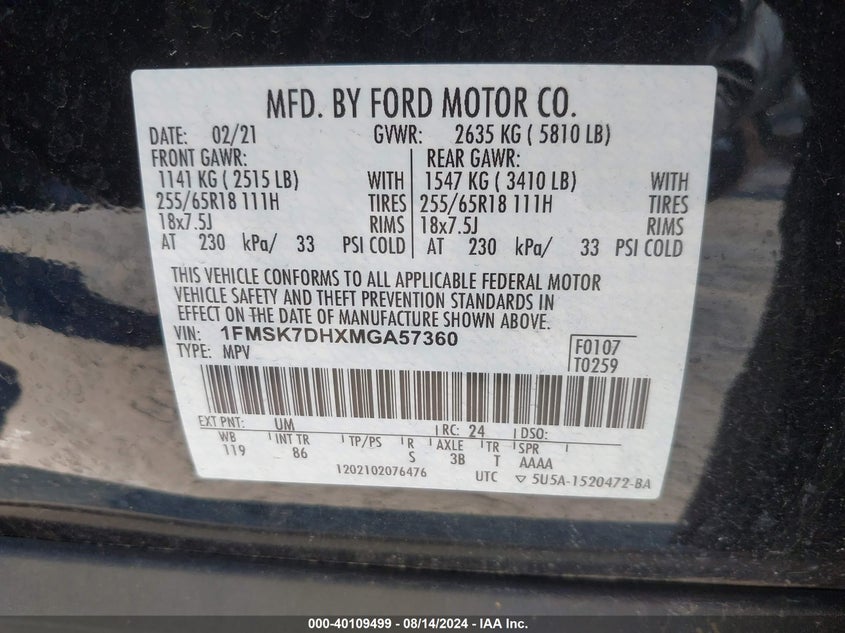 MFD. BY FORD MOTOR CO.
DATE: 02/21 GVWR: 2635 KG ( 5810 LB)
FRONT GAWR: REAR GAWR:
1141 KG ( 2515 LB) WITH 1547 KG ( 3410 LB) WITH
255/65R18 111H TIRES 255/65R18 111H TIRES
18x7.5J RIMS 18x7.5J RIMS
AT 230 kPa/ 33 PSI COLD AT 230 kPa/ 33 PSI COLD
THIS VEHICLE CONFORMS TO ALL APPLICABLE FEDERAL MOTOR
VEHICLE SAFETY AND THEFT PREVENTION STANDARDS IN
EFFECT ON THE DATE OF MANUFACTURE SHOWN ABOVE.
VIN: 1FMSK7DHXMGA57360
TYPE: MPV
F0107
T0259
EXT PNT: UM RC: 24 DSO:
WB INT TR TP/PS R AXLE TR SPR
119 86 S 3B T AAAA
1202102076476 UTC ▽ 5U5A-1520472-BA
000-40109499 - 08/14/2024 - IAA Inc.